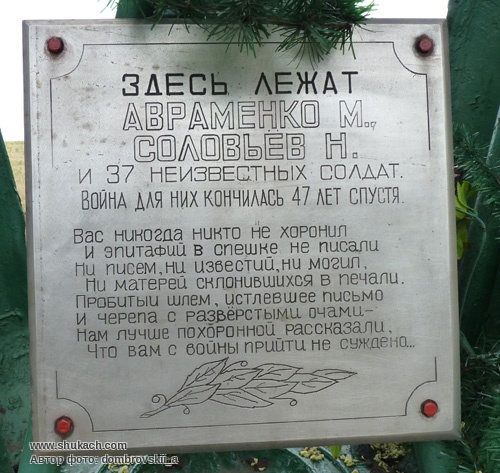 ЗДЕСЬ ЛЕЖАТ
АВРАМЕНКО М.,
СОЛОВЬЁВ Н.
И 37 НЕИЗВЕСТНЫХ СОЛДАТ.
ВОЙНА ДЛЯ НИХ КОНЧИЛАСЬ 47 ЛЕТ СПУСТЯ.
ВАС НИКОГДА НИКТО НЕ ХОРОНИЛ
И ЭПИТАФИЙ В СПЕШКЕ НЕ ПИСАЛИ
НИ ПИСЕМ, НИ ИЗВЕСТИЙ, НИ МОГИЛ,
НИ МАТЕРЕЙ СКЛОНИВШИХСЯ В ПЕЧАЛИ.
ПРОБИТЫЙ ШЛЕМ, ИСТЛЕВШЕЕ ПИСЬМО
И ЧЕРЕПА С РАЗВЁРСТЫМИ ОЧАМИ–
НАМ ЛУЧШЕ ПОХОРОННОЙ РАССКАЗАЛИ,
ЧТО ВАМ С ВОЙНЫ ПРИЙТИ НЕ СУЖДЕНО...
www.shukach.com
Автор фото: dombrovskii_a